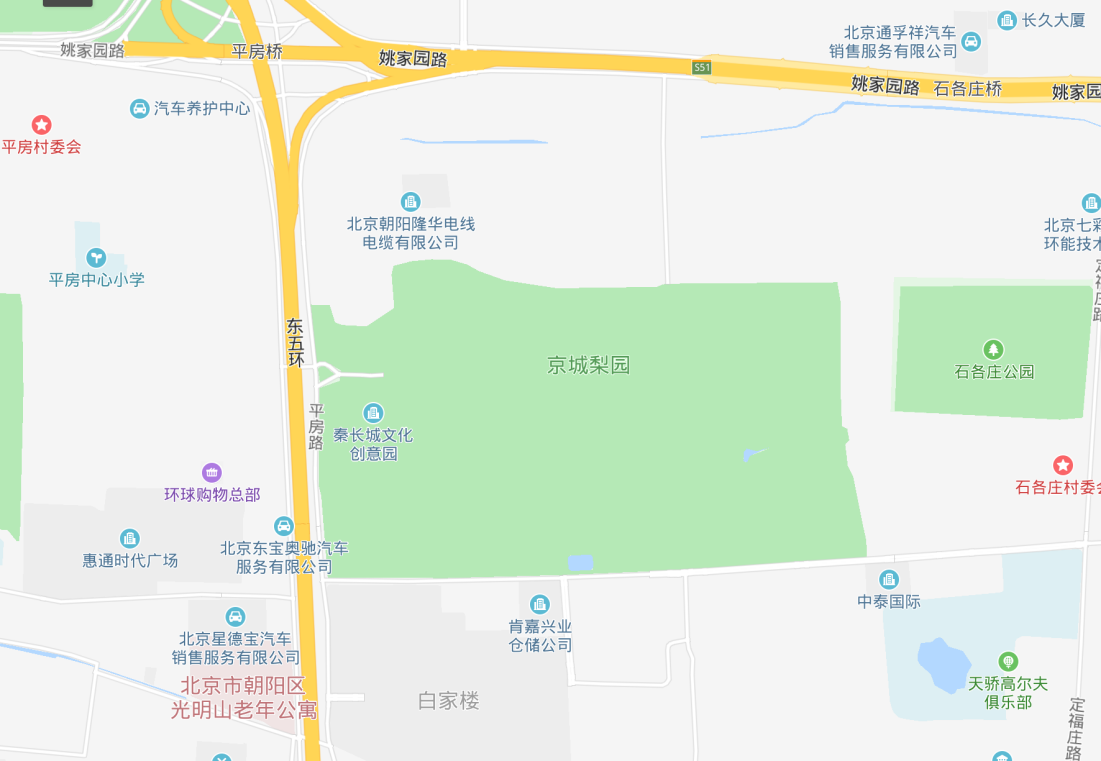 长久大厦
北京通孚祥汽车
销售服务有限公司
姚家园路
平房桥
姚家园路
S51
姚家园路
石各庄桥
姚家园
汽车养护中心
平房村委会
北京朝阳隆华电线
电缆有限公司
北京七彩
环能技术
平房中心小学
定福庄路
东五环
京城梨园
石各庄公园
平房路
秦长城文化
创意园
环球购物总部
石各庄村委会
北京东宝奥驰汽车
服务有限公司
惠通时代广场
中泰国际
肯嘉兴业
仓储公司
北京星德宝汽车
销售服务有限公司
北京市朝阳区
光明山老年公寓
白家楼
天骄高尔夫
俱乐部
定福庄路